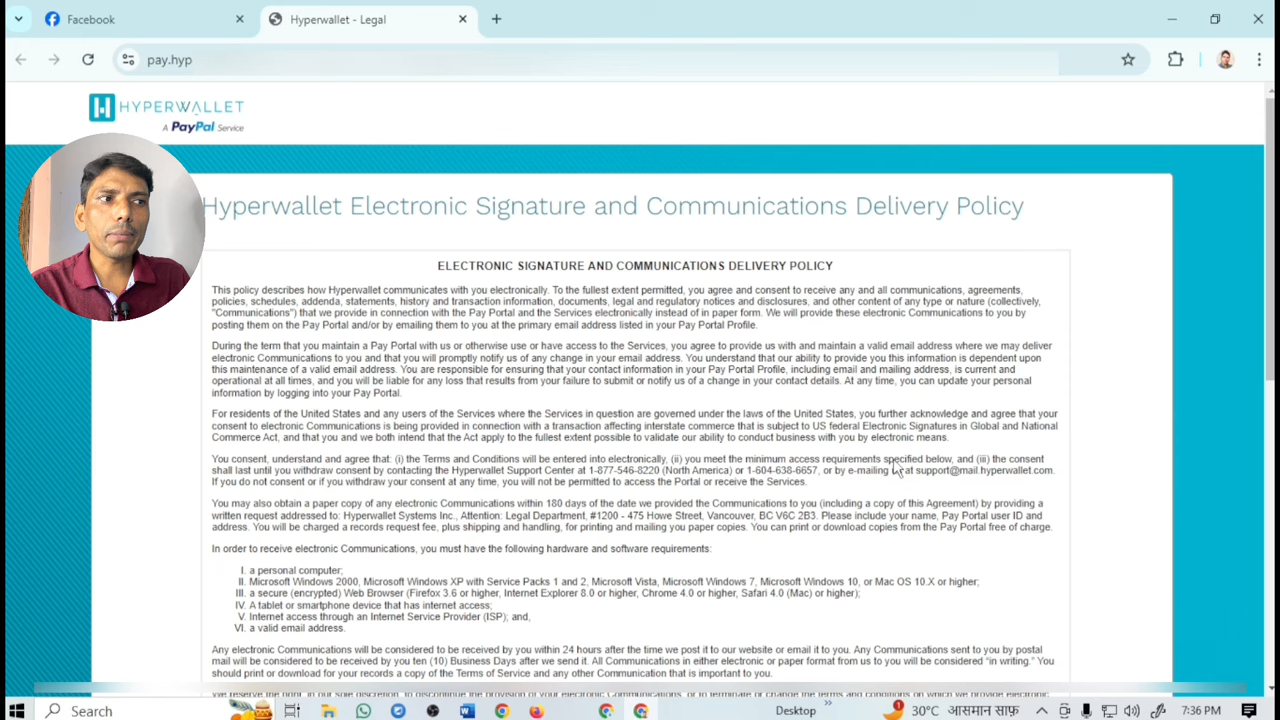 Facebook
Hyperwallet - Legal
pay.hyp
HYPERWALLET
A PayPal Service
Hyperwallet Electronic Signature and Communications Delivery Policy
ELECTRONIC SIGNATURE AND COMMUNICATIONS DELIVERY POLICY
This policy describes how Hyperwallet communicates with you electronically. To the fullest extent permitted, you agree and consent to receive any and all communications, agreements,
policies, schedules, addenda, statements, history and transaction information, documents, legal and regulatory notices and disclosures, and other content of any type or nature (collectively,
"Communications") that we provide in connection with the Pay Portal and the Services electronically instead of in paper form. We will provide these electronic Communications to you by
posting them on the Pay Portal and/or by emailing them to you at the primary email address listed in your Pay Portal Profile.
During the term that you maintain a Pay Portal with us or otherwise use or have access to the Services, you agree to provide us with and maintain a valid email address where we may deliver
electronic Communications to you and that you will promptly notify us of any change in your email address. You understand that our ability to provide you this information is dependent upon
this maintenance of a valid email address. You are responsible for ensuring that your contact information in your Pay Portal Profile, including email and mailing address, is current and
operational at all times, and you will be liable for any loss that results from your failure to submit or notify us of a change in your contact details. At any time, you can update your personal
information by logging into your Pay Portal.
For residents of the United States and any users of the Services where the Services in question are governed under the laws of the United States, you further acknowledge and agree that your
consent to electronic Communications is being provided in connection with a transaction affecting interstate commerce that is subject to US federal Electronic Signatures in Global and National
Commerce Act, and that you and we both intend that the Act apply to the fullest extent possible to validate our ability to conduct business with you by electronic means.
You consent, understand and agree that: (i) the Terms and Conditions will be entered into electronically, (ii) you meet the minimum access requirements specified below, and (iii) the consent
shall last until you withdraw consent by contacting the Hyperwallet Support Center at 1-877-546-8220 (North America) or 1-604-638-6657, or by e-mailing us at support@mail.hyperwallet.com.
If you do not consent or if you withdraw your consent at any time, you will not be permitted to access the Portal or receive the Services.
You may also obtain a paper copy of any electronic Communications within 180 days of the date we provided the Communications to you (including a copy of this Agreement) by providing a
written request addressed to: Hyperwallet Systems Inc., Attention: Legal Department, #1200 - 475 Howe Street, Vancouver, BC V6C 2B3. Please include your name, Pay Portal user ID and
address. You will be charged a records request fee, plus shipping and handling, for printing and mailing you paper copies. You can print or download copies from the Pay Portal free of charge.
In order to receive electronic Communications, you must have the following hardware and software requirements:
I. a personal computer;
II. Microsoft Windows 2000, Microsoft Windows XP with Service Packs 1 and 2, Microsoft Vista, Microsoft Windows 7, Microsoft Windows 10, or Mac OS 10.X or higher;
III. a secure (encrypted) Web Browser (Firefox 3.6 or higher, Internet Explorer 8.0 or higher, Chrome 4.0 or higher, Safari 4.0 (Mac) or higher);
IV. A tablet or smartphone device that has internet access;
V. Internet access through an Internet Service Provider (ISP); and,
VI. a valid email address.
Any electronic Communications will be considered to be received by you within 24 hours after the time we post it to our website or email it to you. Any Communications sent to you by postal
mail will be considered to be received by you ten (10) Business Days after we send it. All Communications in either electronic or paper format from us to you will be considered “in writing.” You
should print or download for your records a copy of the Terms of Service and any other Communication that is important to you.
We reserve the right, in our sole discretion, to discontinue the provision of your electronic Communications, or to terminate or change the terms and conditions on which we provide electronic
Search
Desktop
30°C आसमान साफ़
7:36 PM